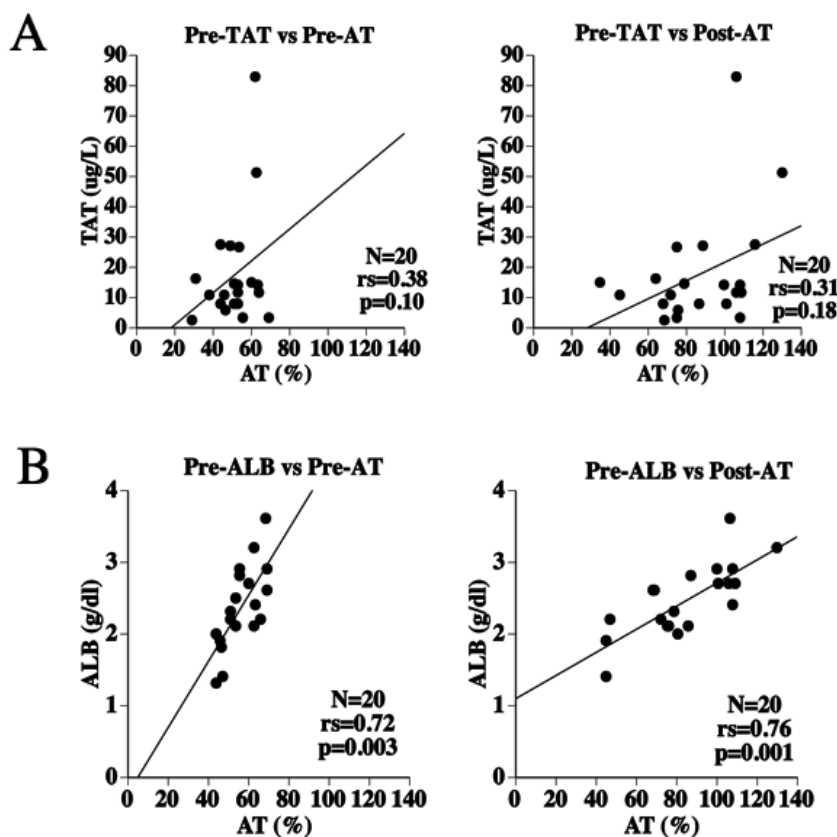 A
Pre-TAT vs Pre-AT
TAT (ug/L)
90
80
70
60
50
40
30
20
10
0
N=20
rs=0.38
p=0.10
0 20 40 60 80 100 120 140
AT (%)
Pre-TAT vs Post-AT
TAT (ug/L)
90
80
70
60
50
40
30
20
10
0
N=20
rs=0.31
p=0.18
0 20 40 60 80 100 120 140
AT (%)
B
Pre-ALB vs Pre-AT
ALB (g/dl)
4
3
2
1
0
N=20
rs=0.72
p=0.003
0 20 40 60 80 100 120 140
AT (%)
Pre-ALB vs Post-AT
ALB (g/dl)
4
3
2
1
0
N=20
rs=0.76
p=0.001
0 20 40 60 80 100 120 140
AT (%)